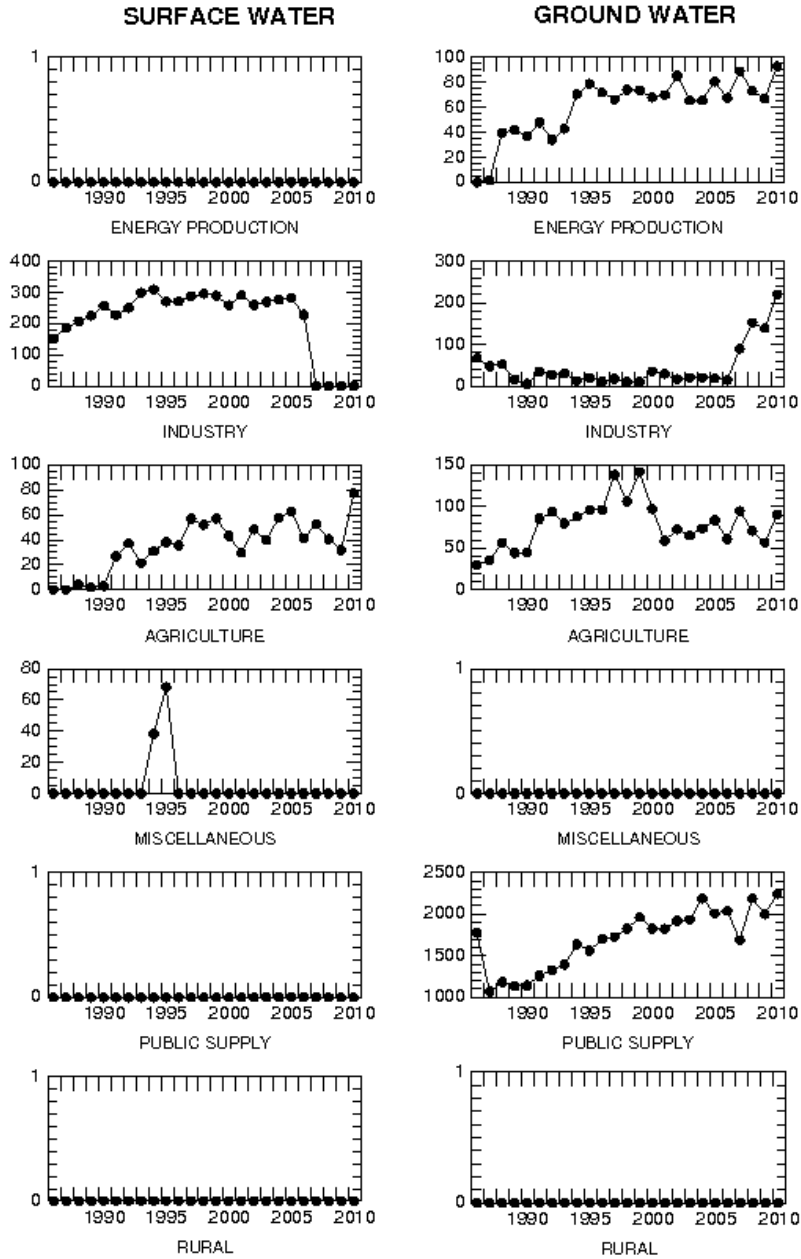 SURFACE WATER
GROUND WATER
1
0
1990 1995 2000 2005 2010
ENERGY PRODUCTION
100
80
60
40
20
0
1990 1995 2000 2005 2010
ENERGY PRODUCTION
400
300
200
100
0
1990 1995 2000 2005 2010
INDUSTRY
300
200
100
0
1990 1995 2000 2005 2010
INDUSTRY
100
80
60
40
20
0
1990 1995 2000 2005 2010
AGRICULTURE
150
100
50
0
1990 1995 2000 2005 2010
AGRICULTURE
80
60
40
20
0
1990 1995 2000 2005 2010
MISCELLANEOUS
1
0
1990 1995 2000 2005 2010
MISCELLANEOUS
1
0
1990 1995 2000 2005 2010
PUBLIC SUPPLY
2500
2000
1500
1000
1990 1995 2000 2005 2010
PUBLIC SUPPLY
1
0
1990 1995 2000 2005 2010
RURAL
1
0
1990 1995 2000 2005 2010
RURAL